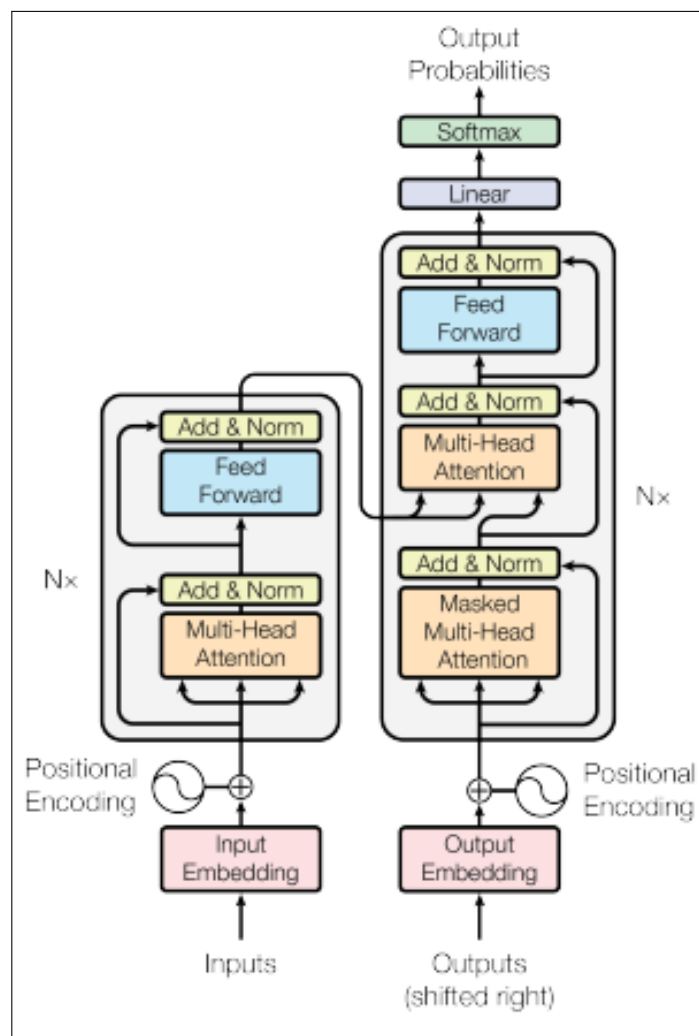 Output
Probabilities
Softmax
Linear
Add & Norm
Feed
Forward
Add & Norm
Multi-Head
Attention
Add & Norm
Masked
Multi-Head
Attention
Nx
Add & Norm
Feed
Forward
Add & Norm
Multi-Head
Attention
Nx
Positional
Encoding
Positional
Encoding
Input
Embedding
Output
Embedding
Inputs
Outputs
(shifted right)